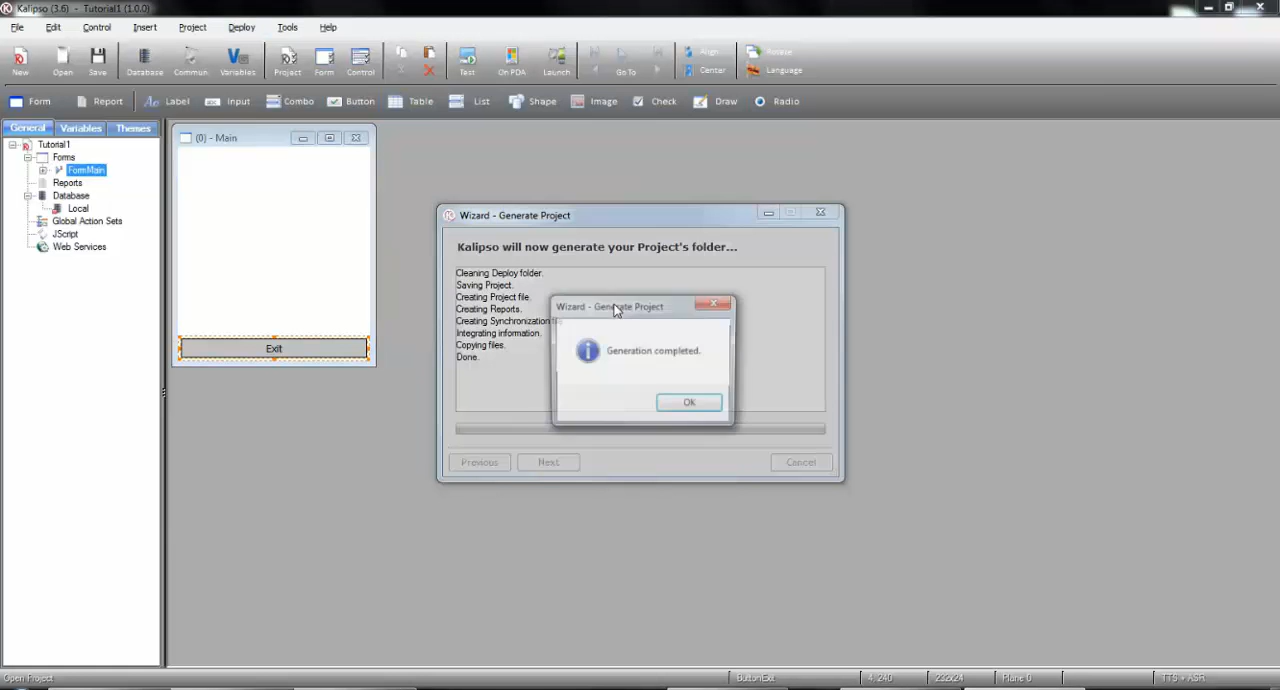 Kalipso (3.6) - Tutorial1 (1.0.0)
File Edit Control Insert Project Deploy Tools Help
New Open Save Database Commun. Variables Project Form Control Test On PDA Launch Go To Align Center Rotate Language
Form Report Label Input Combo Button Table List Shape Image Check Draw Radio
General Variables Themes
Tutorial1
Forms
FormMain
Reports
Database
Local
Global Action Sets
JScript
Web Services
(0) - Main
Exit
Wizard - Generate Project
Kalipso will now generate your Project's folder...
Cleaning Deploy folder.
Saving Project.
Creating Project file.
Creating Reports.
Creating Synchronization
Integrating information.
Copying files.
Done.
Previous Next Cancel
Wizard - Generate Project
Generation completed.
OK
Open Project ButtonExit 4, 240 232x24 Plane 0 TTS + ASR